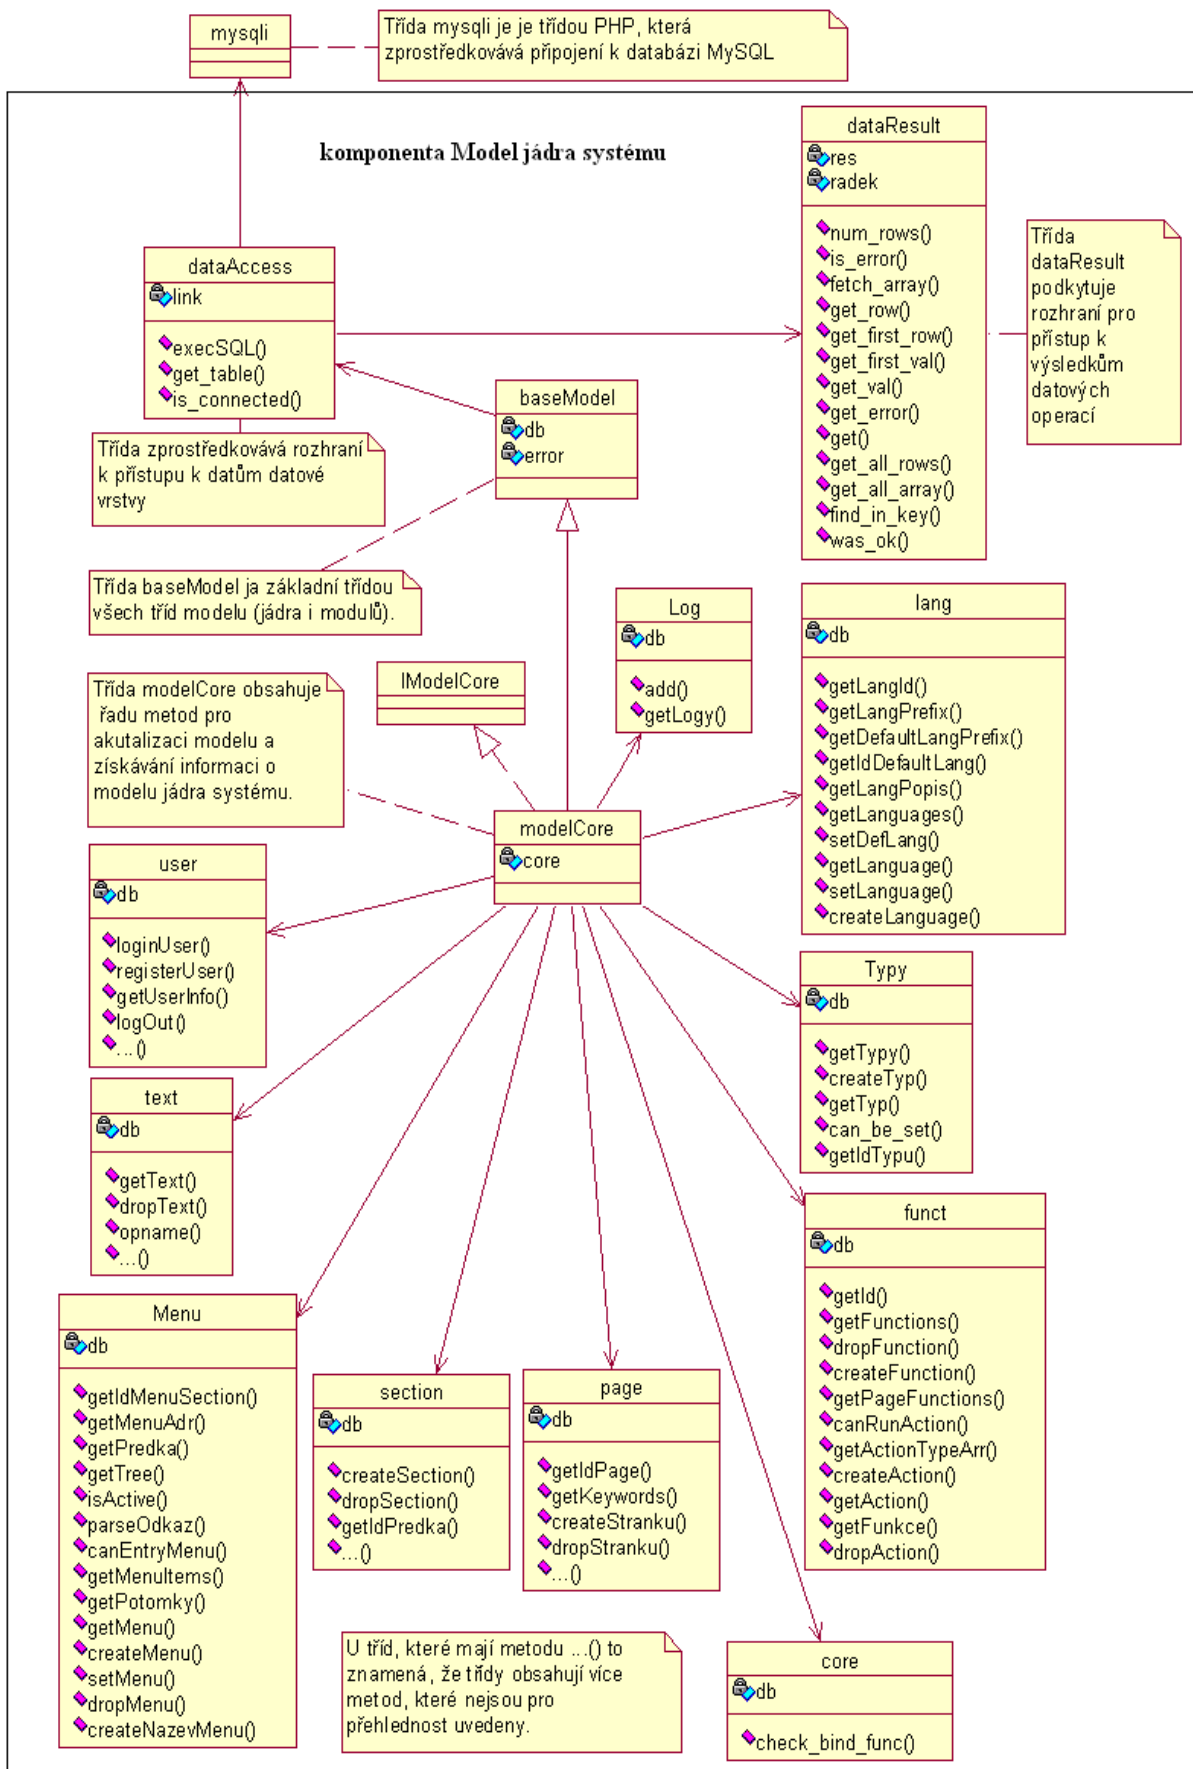 mysqli
Třída mysqli je je třídou PHP, která
zprostředkovává připojení k databázi MySQL
komponenta Model jádra systému
dataResult
res
radek
num_rows()
is_error()
fetch_array()
get_row()
get_first_row()
get_first_val()
get_val()
get_error()
get()
get_all_rows()
get_all_array()
find_in_key()
was_ok()
Třída
dataResult
podkytuje
rozhraní pro
přístup k
výsledkům
datových
operací
dataAccess
link
execSQL()
get_table()
is_connected()
Třída zprostředkovává rozhraní
k přístupu k datům datové
vrstvy
baseModel
db
error
Třída baseModel ja základní třídou
všech tříd modelu (jádra i modulů).
Log
db
add()
getLogy()
lang
db
getLangId()
getLangPrefix()
getDefaultLangPrefix()
getIdDefaultLang()
getLangPopis()
getLanguages()
setDefLang()
getLanguage()
setLanguage()
createLanguage()
IModelCore
Třída modelCore obsahuje
řadu metod pro
akutalizaci modelu a
získávání informaci o
modelu jádra systému.
modelCore
core
user
db
loginUser()
registerUser()
getUserInfo()
logOut()
...()
Typy
db
getTypy()
createTyp()
getTyp()
can_be_set()
getIdTypu()
text
db
getText()
dropText()
opname()
...()
funct
db
getId()
getFunctions()
dropFunction()
createFunction()
getPageFunctions()
canRunAction()
getActionTypeArr()
createAction()
getAction()
getFunkce()
dropAction()
Menu
db
getIdMenuSection()
getMenuAdr()
getPredka()
getTree()
isActive()
parseOdkaz()
canEntryMenu()
getMenuItems()
getPotomky()
getMenu()
createMenu()
setMenu()
dropMenu()
createNazevMenu()
section
db
createSection()
dropSection()
getIdPredka()
...()
page
db
getIdPage()
getKeywords()
createStranku()
dropStranku()
...()
U tříd, které mají metodu ...() to
znamená, že třídy obsahují více
metod, které nejsou pro
přehlednost uvedeny.
core
db
check_bind_func()